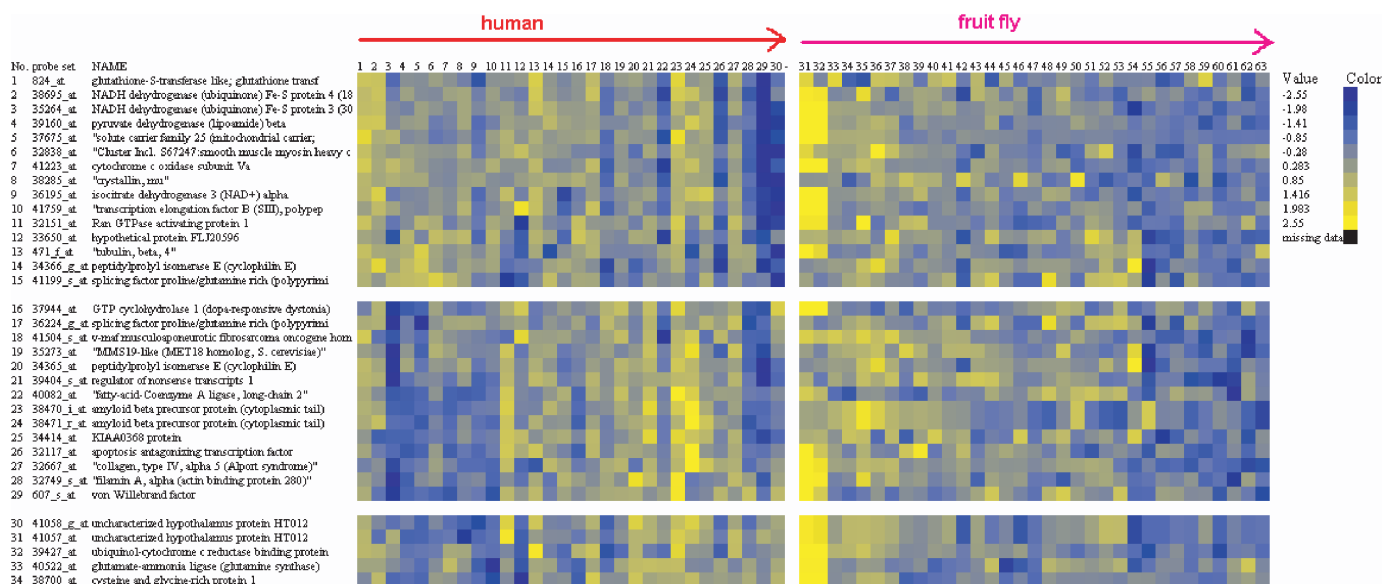 human fruit fly
No. probe set NAME 1 2 3 4 5 6 7 8 9 10 11 12 13 14 15 16 17 18 19 20 21 22 23 24 25 26 27 28 29 30 - 31 32 33 34 35 36 37 38 39 40 41 42 43 44 45 46 47 48 49 50 51 52 53 54 55 56 57 58 59 60 61 62 63 Value Color
1 824_at glutathione-S-transferase like; glutathione transf
2 38695_at NADH dehydrogenase (ubiquinone) Fe-S protein 4 (18
3 35264_at NADH dehydrogenase (ubiquinone) Fe-S protein 3 (30
4 39160_at pyruvate dehydrogenase (lipoamide) beta
5 37675_at "solute carrier family 25 (mitochondrial carrier;
6 32838_at "Cluster Incl. S67247:smooth muscle myosin heavy c
7 41223_at cytochrome c oxidase subunit Va
8 38285_at "crystallin, mu"
9 36195_at isocitrate dehydrogenase 3 (NAD+) alpha
10 41759_at "transcription elongation factor B (SIII), polypep
11 32151_at Ran GTPase activating protein 1
12 33650_at hypothetical protein FLJ20596
13 471_f_at "tubulin, beta, 4"
14 34366_g_at peptidylprolyl isomerase E (cyclophilin E)
15 41199_s_at splicing factor proline/glutamine rich (polypyrimi
-2.55
-1.98
-1.41
-0.85
-0.28
0.283
0.85
1.416
1.983
2.55
missing data
16 37944_at GTP cyclohydrolase 1 (dopa-responsive dystonia)
17 36224_g_at splicing factor proline/glutamine rich (polypyrimi
18 41504_s_at v-maf musculoaponeurotic fibrosarcoma oncogene hom
19 35273_at "MMS19-like (MET18 homolog, S. cerevisiae)"
20 34365_at peptidylprolyl isomerase E (cyclophilin E)
21 39404_s_at regulator of nonsense transcripts 1
22 40082_at "fatty-acid-Coenzyme A ligase, long-chain 2"
23 38470_i_at amyloid beta precursor protein (cytoplasmic tail)
24 38471_r_at amyloid beta precursor protein (cytoplasmic tail)
25 34414_at KIAA0368 protein
26 32117_at apoptosis antagonizing transcription factor
27 32667_at "collagen, type IV, alpha 5 (Alport syndrome)"
28 32749_s_at "filamin A, alpha (actin binding protein 280)"
29 607_s_at von Willebrand factor
30 41058_g_at uncharacterized hypothalamus protein HT012
31 41057_at uncharacterized hypothalamus protein HT012
32 39427_at ubiquinol-cytochrome c reductase binding protein
33 40522_at glutamate-ammonia ligase (glutamine synthase)
34 38700_at cysteine and glycine-rich protein 1